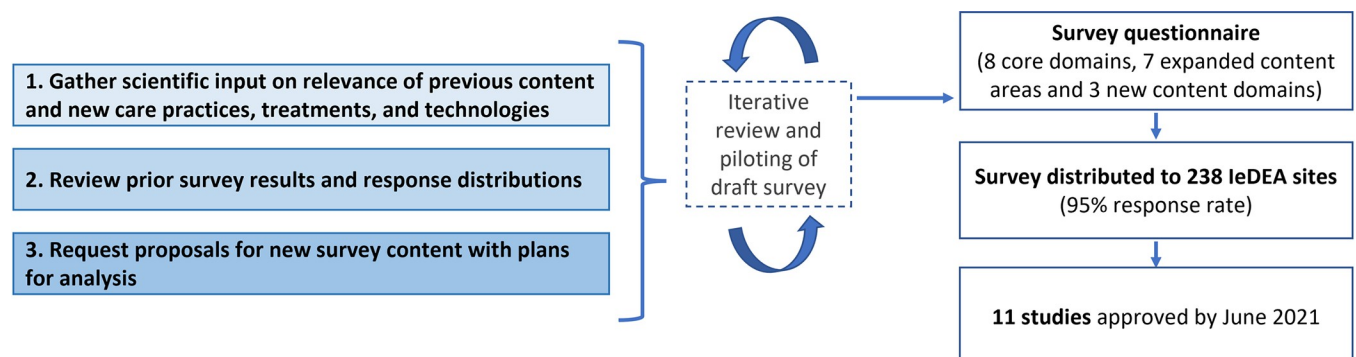 1. Gather scientific input on relevance of previous content
and new care practices, treatments, and technologies
2. Review prior survey results and response distributions
3. Request proposals for new survey content with plans
for analysis
Iterative
review and
piloting of
draft survey
Survey questionnaire
(8 core domains, 7 expanded content
areas and 3 new content domains)
Survey distributed to 238 IeDEA sites
(95% response rate)
11 studies approved by June 2021